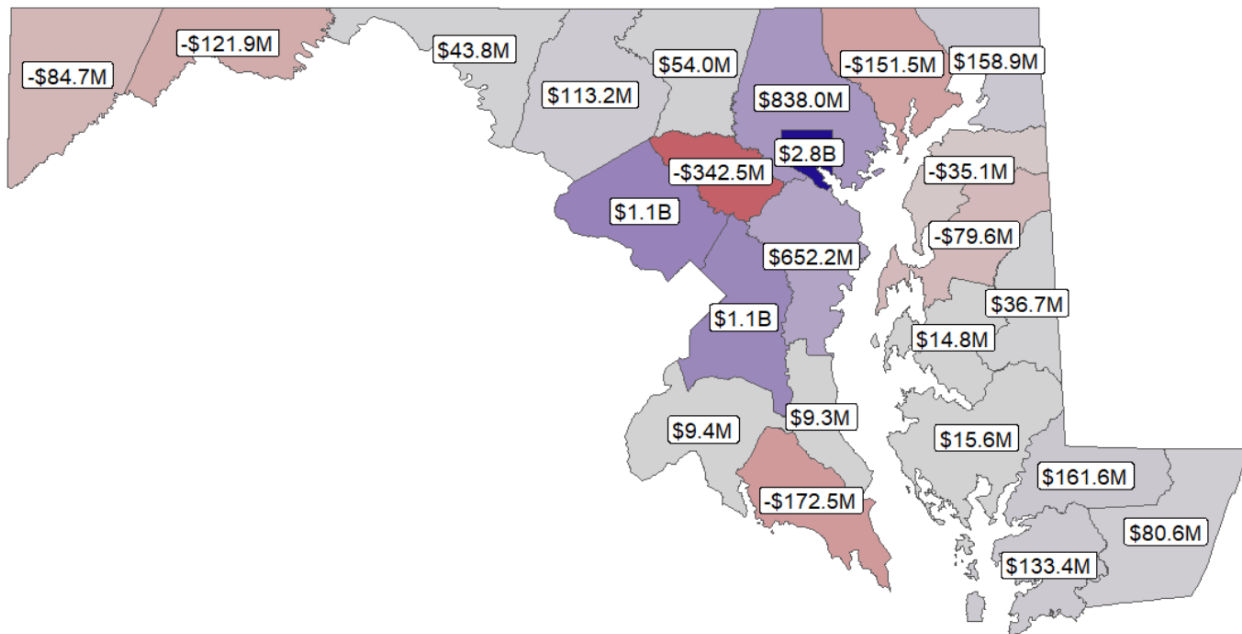 -$84.7M
-$121.9M
$43.8M
$54.0M
-$151.5M
$158.9M
$113.2M
$838.0M
$2.8B
-$342.5M
-$35.1M
$1.1B
-$79.6M
$652.2M
$36.7M
$1.1B
$14.8M
$9.4M
$9.3M
$15.6M
$161.6M
-$172.5M
$80.6M
$133.4M